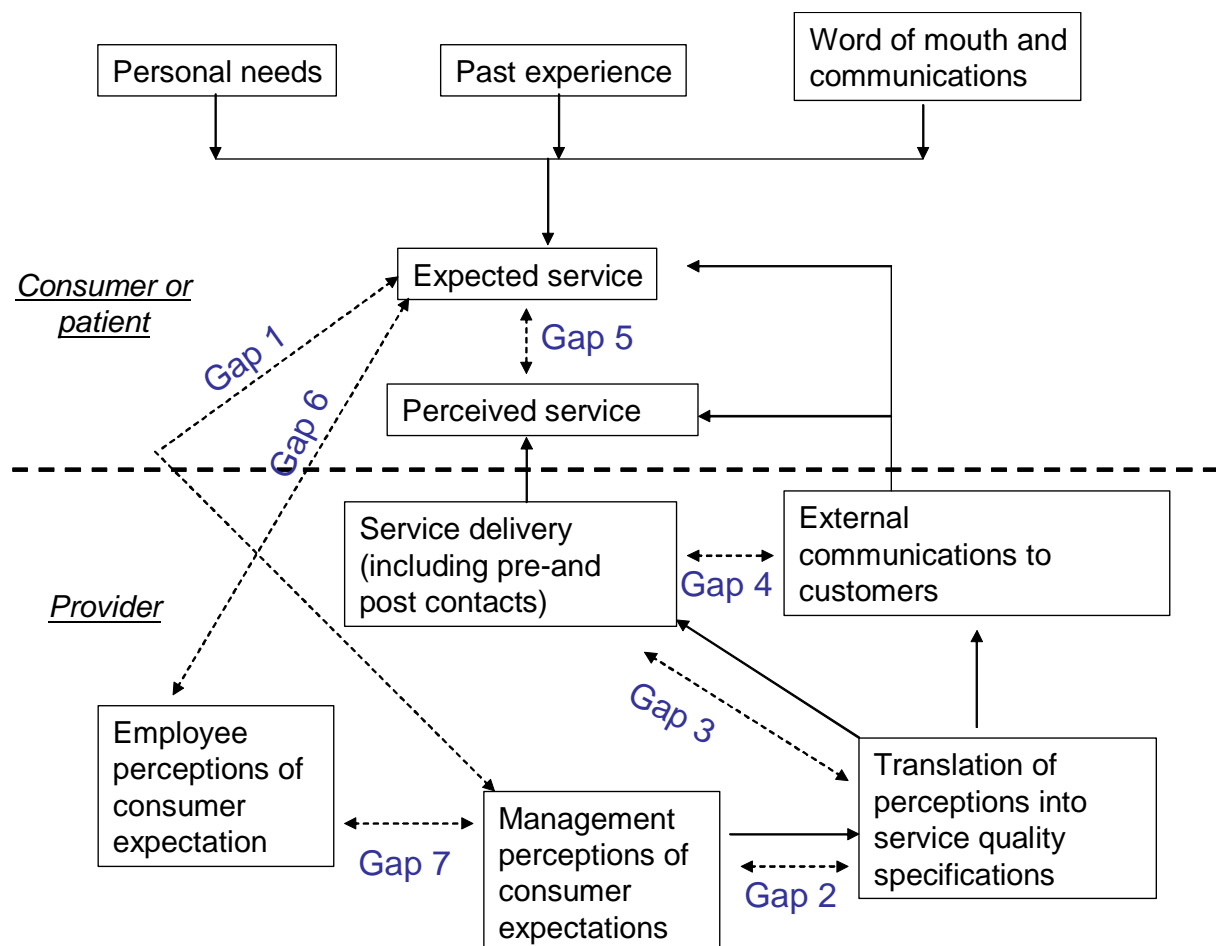 Personal needs
Past experience
Word of mouth and
communications
Expected service
Consumer or
patient
Gap 1
Gap 5
Gap 6
Perceived service
Service delivery
(including pre-and
post contacts)
External
communications to
customers
Gap 4
Provider
Gap 3
Employee
perceptions of
consumer
expectation
Translation of
perceptions into
service quality
specifications
Management
perceptions of
consumer
expectations
Gap 7
Gap 2